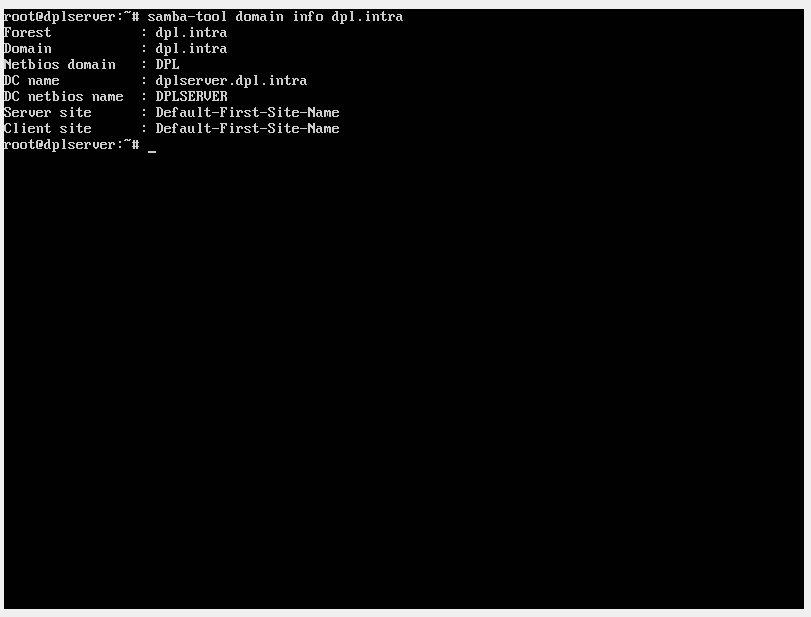 root@dplserver:~# samba-tool domain info dpl.intra
Forest           : dpl.intra
Domain           : dpl.intra
Netbios domain   : DPL
DC name          : dplserver.dpl.intra
DC netbios name  : DPLSERVER
Server site      : Default-First-Site-Name
Client site      : Default-First-Site-Name
root@dplserver:~# _